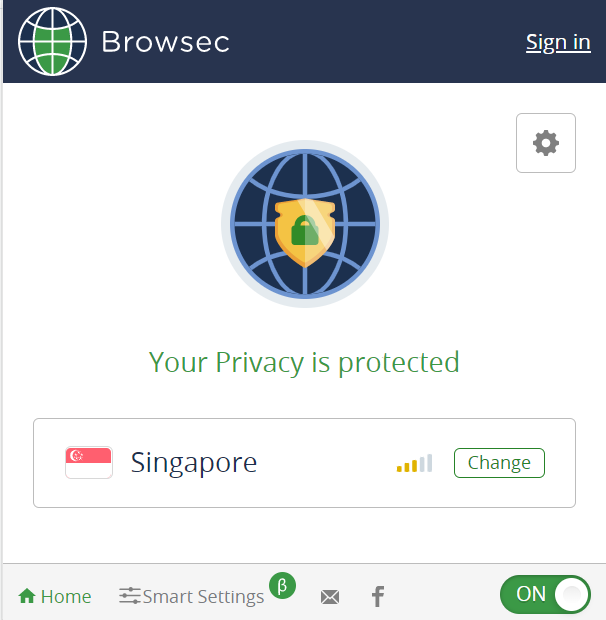 Browsec
Sign in
Your Privacy is protected
Singapore
Change
Home
Smart Settings
β
ON